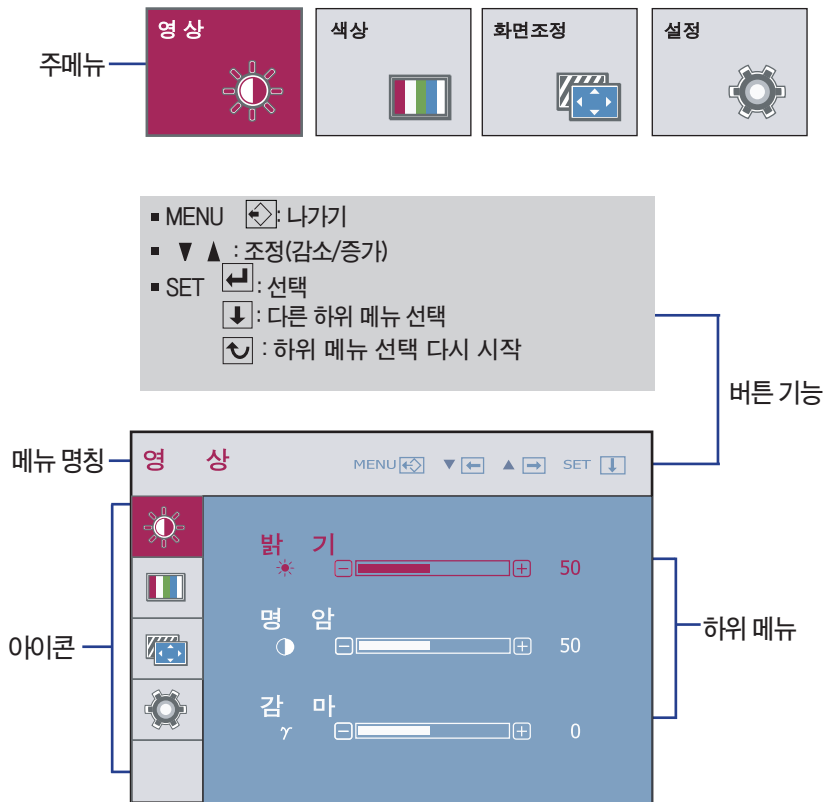 영 상
색상
화면조정
설정
주메뉴
▪ MENU : 나가기
▪ ▼ ▲ : 조정(감소/증가)
▪ SET : 선택
: 다른 하위 메뉴 선택
: 하위 메뉴 선택 다시 시작
버튼 기능
메뉴 명칭
영 상
MENU ▼ ▲ SET
밝 기
50
명 암
50
아이콘
하위 메뉴
감 마
γ 0